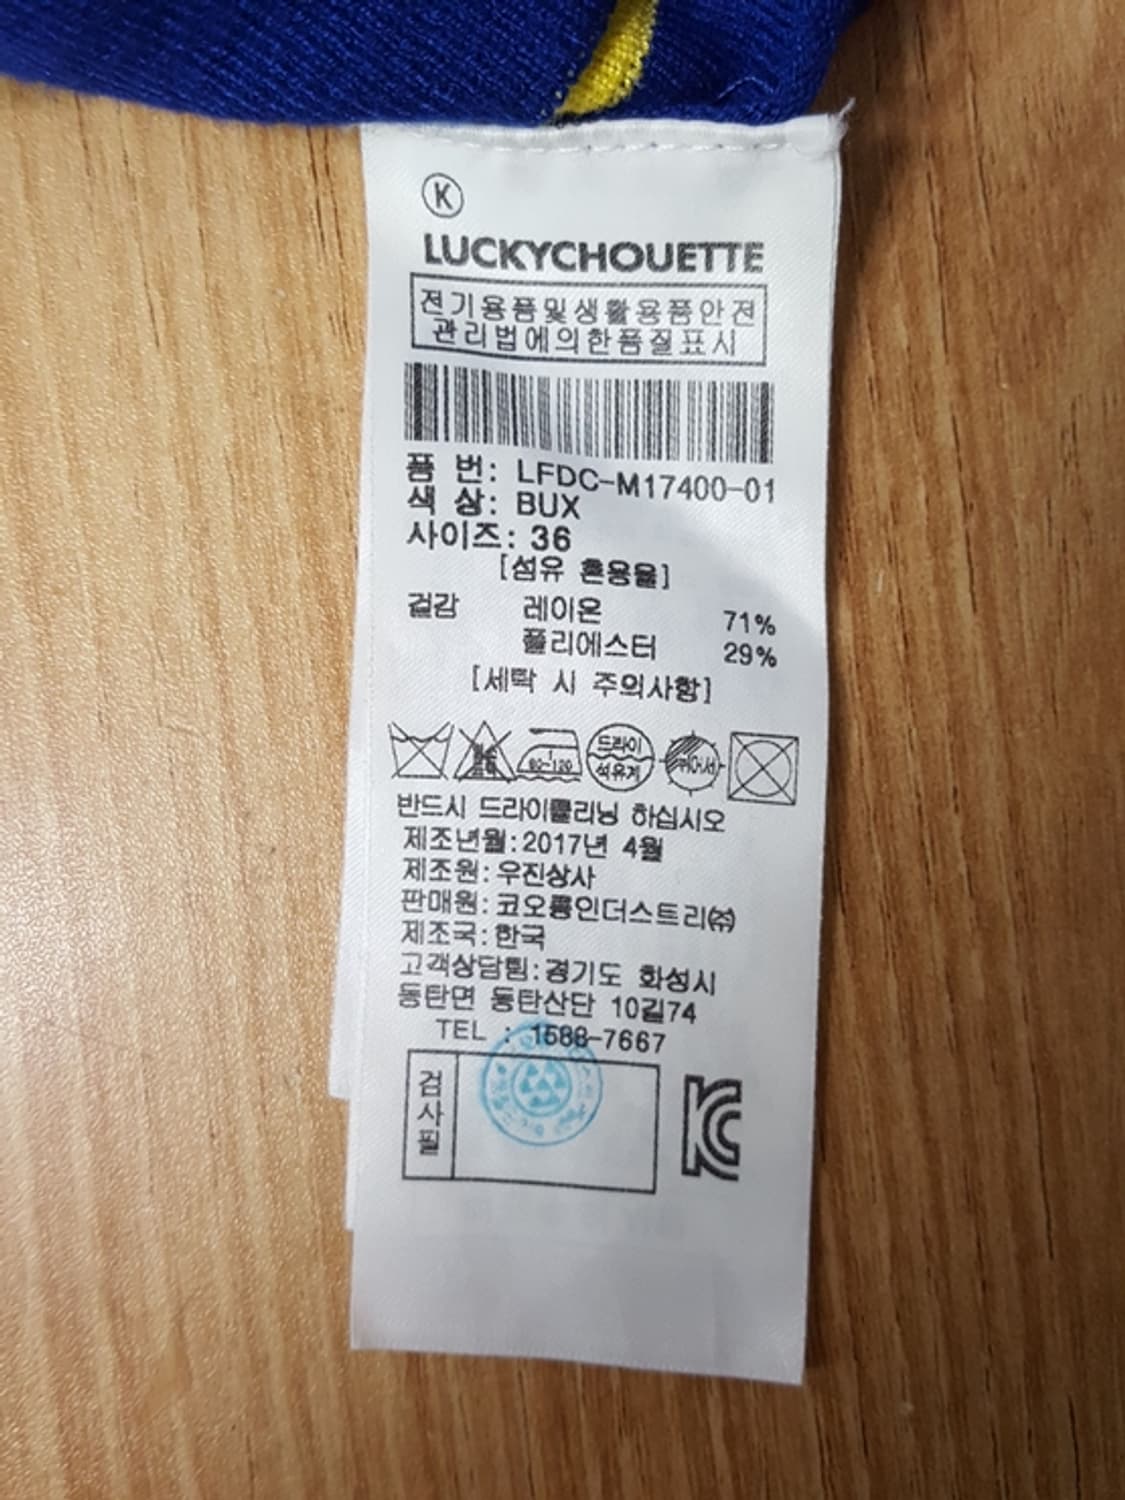 K
LUCKYCHOUETTE
전기용품및생활용품안전
관리법에의한품질표시
품 번: LFDC-M17400-01
색 상: BUX
사이즈: 36
[섬유 혼용율]
겉감 레이온 71%
폴리에스터 29%
[세탁 시 주의사항]
1 80-120 드라이 석유계 뉘어서
반드시 드라이클리닝 하십시오
제조년월:2017년 4월
제조원:우진상사
판매원:코오롱인더스트리㈜
제조국:한국
고객상담팀:경기도 화성시
동탄면 동탄산단 10길74
TEL : 1588-7667
검사필
KC